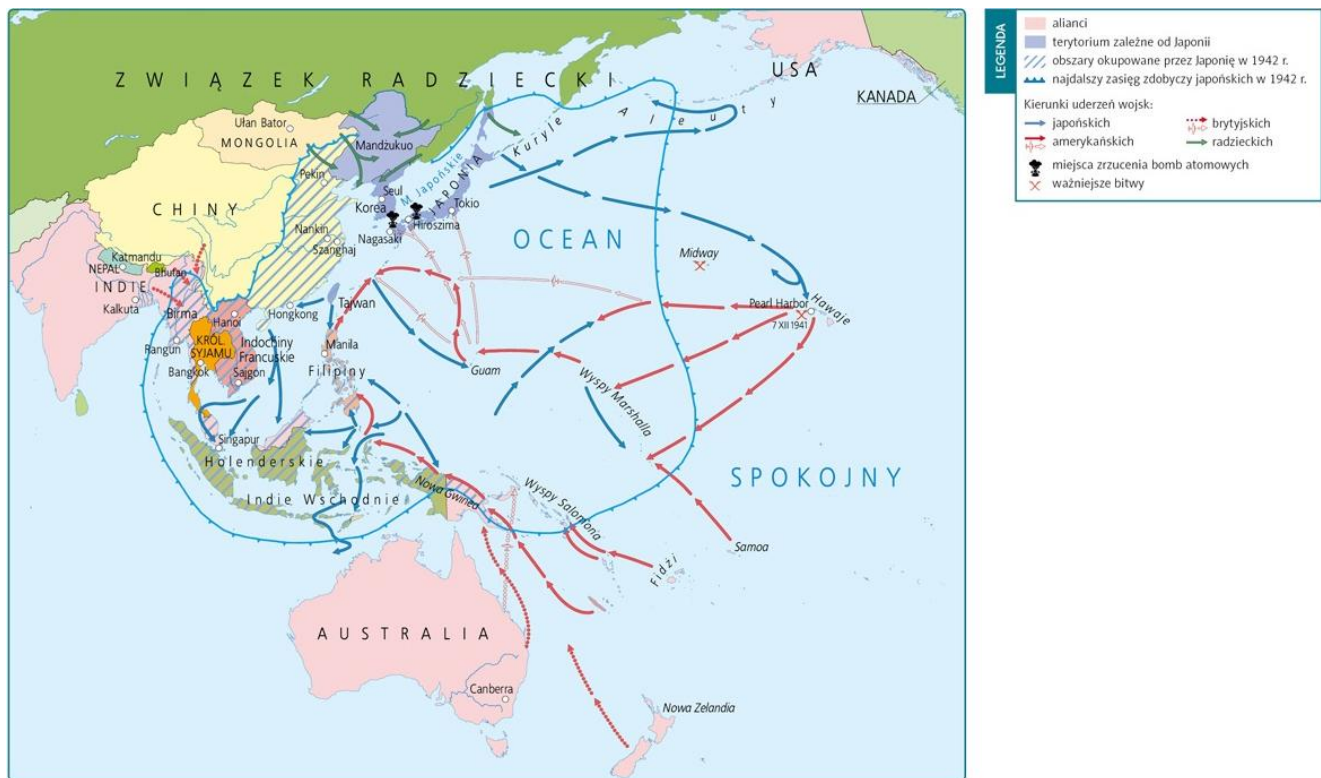 ZWIĄZEK RADZIECKI
USA
KANADA
Aleuty
Kuryle
Ułan Bator
MONGOLIA
Mandżukuo
M. Japońskie
JAPONIA
Pekin
Seul
Korea
Tokio
Hiroszima
Nagasaki
CHINY
Nankin
Szanghaj
OCEAN
Midway
Katmandu
NEPAL
Bhutan
INDIE
Kalkuta
Birma
Hanoi
Hongkong
Tajwan
Pearl Harbor
7 XII 1941
Hawaje
KRÓL.
SYJAMU
Indochiny
Francuskie
Rangun
Bangkok
Sajgon
Manila
Filipiny
Guam
Wyspy Marshalla
Singapur
Holenderskie
Indie Wschodnie
Nowa Gwinea
Wyspy Salomona
SPOKOJNY
Samoa
Fidżi
AUSTRALIA
Canberra
Nowa Zelandia
LEGENDA
alianci
terytorium zależne od Japonii
obszary okupowane przez Japonię w 1942 r.
najdalszy zasięg zdobyczy japońskich w 1942 r.
Kierunki uderzeń wojsk:
japońskich
brytyjskich
amerykańskich
radzieckich
miejsca zrzucenia bomb atomowych
ważniejsze bitwy